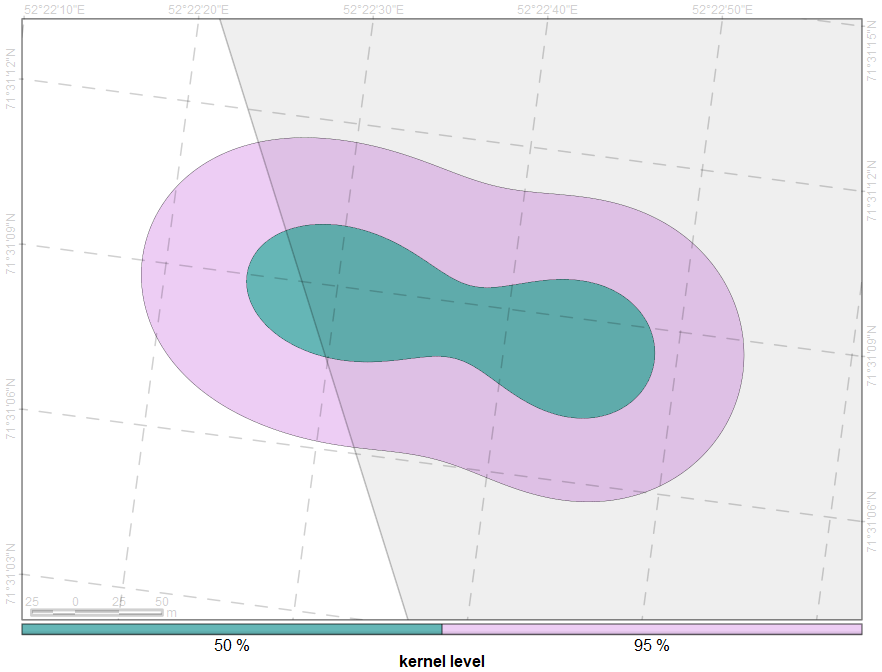 52°22'10"E 52°22'20"E 52°22'30"E 52°22'40"E 52°22'50"E
71°31'15"N
71°31'12"N
71°31'12"N
71°31'09"N
71°31'09"N
71°31'06"N
71°31'06"N
71°31'03"N
25 0 25 50
m
50 % 95 %
kernel level